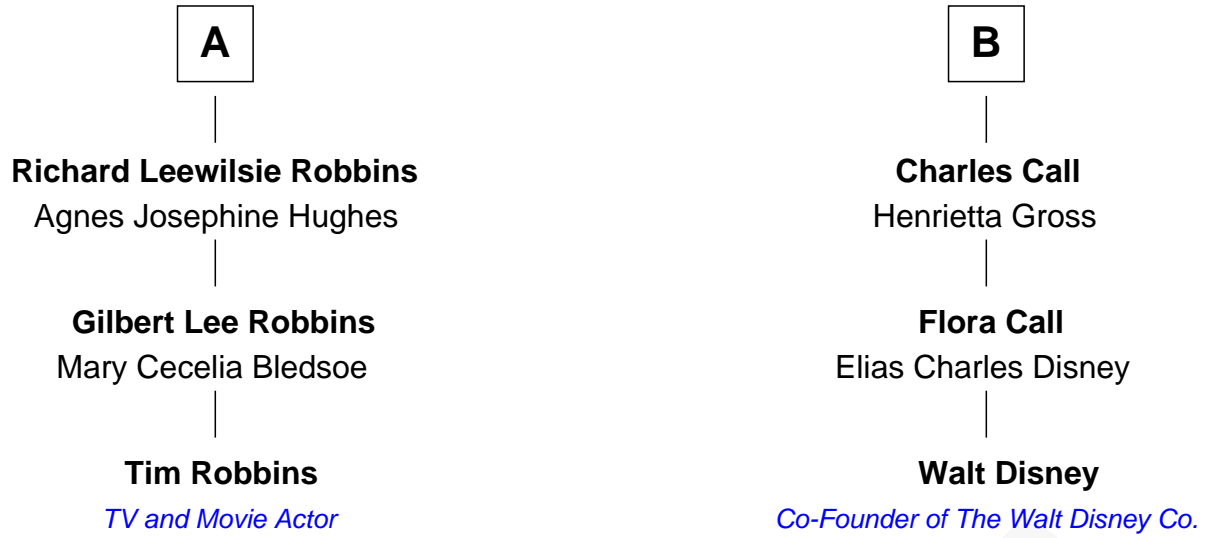 A
Richard Leewilsie Robbins
Agnes Josephine Hughes
Gilbert Lee Robbins
Mary Cecelia Bledsoe
Tim Robbins
TV and Movie Actor
B
Charles Call
Henrietta Gross
Flora Call
Elias Charles Disney
Walt Disney
Co-Founder of The Walt Disney Co.